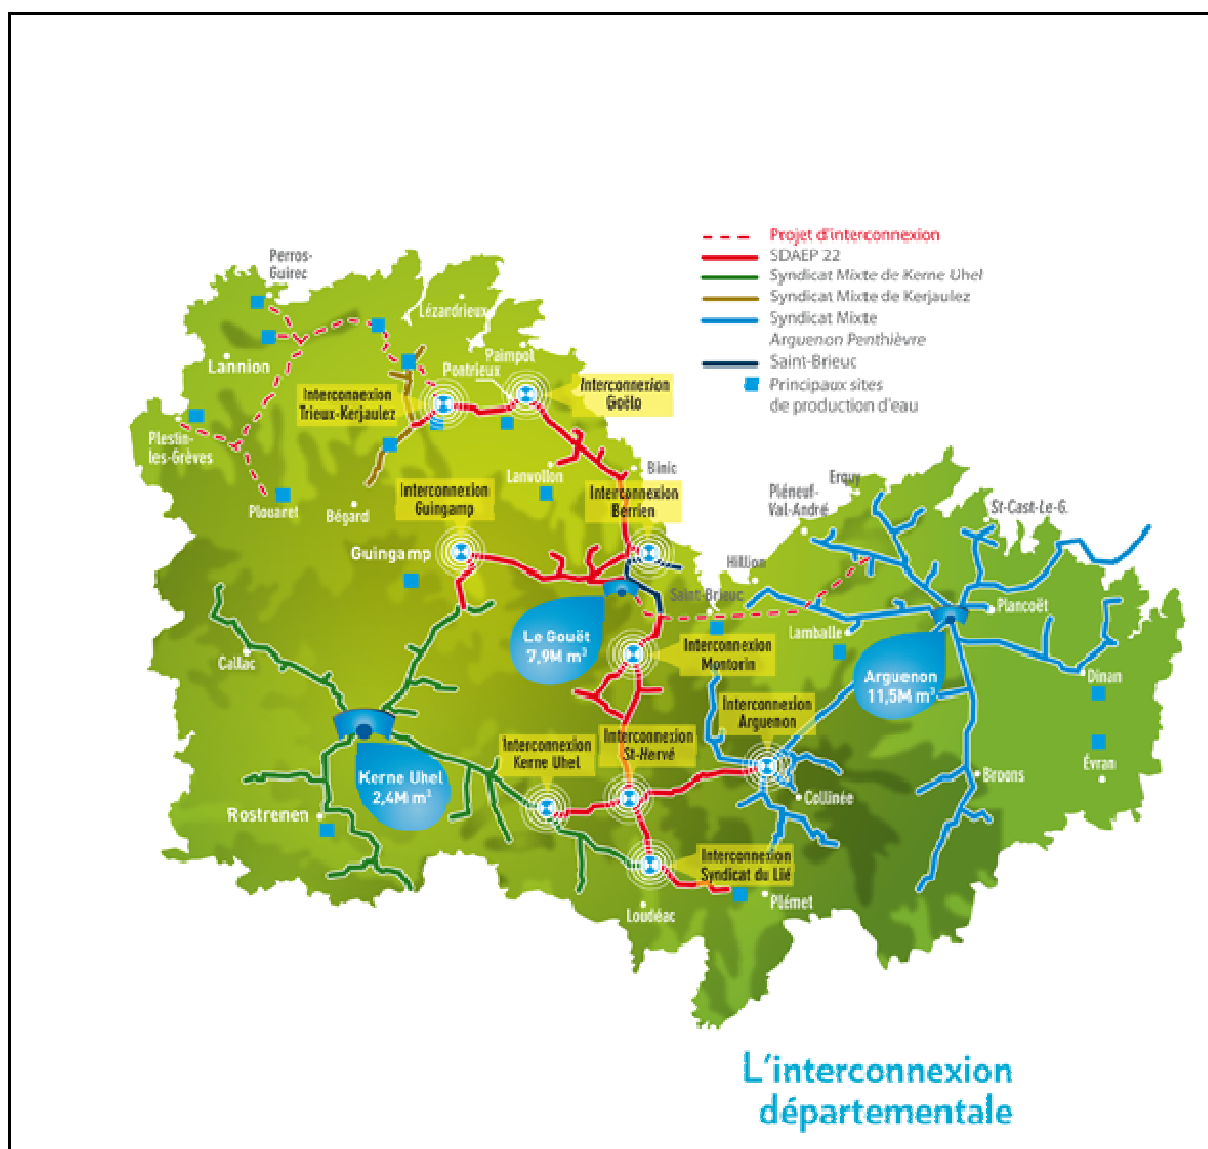 Projet d'interconnexion
SDAEP 22
Syndicat Mixte de Kerne Uhel
Syndicat Mixte de Kerjaulez
Syndicat Mixte
Arguenon Penthièvre
Saint-Brieuc
Principaux sites
de production d'eau
Perros-
Guirec
Lézandrieux
Lannion
Paimpol
Pontrieux
Interconnexion
Trieux-Kerjaulez
Interconnexion
Goëlo
Plestin-
les-Grèves
Lanvollon
Binic
Plouaret
Bégard
Interconnexion
Guingamp
Interconnexion
Berrien
Erquy
Pléneuf-
Val-André
St-Cast-Le-G.
Guingamp
Hillion
Saint-Brieuc
Plancoët
Lamballe
Le Gouët
7,9M m³
Interconnexion
Montorin
Callac
Arguenon
11,5M m³
Dinan
Interconnexion
Arguenon
Interconnexion
Kerne Uhel
Interconnexion
St-Hervé
Kerne Uhel
2,4M m³
Évran
Broons
Collinée
Rostrenen
Interconnexion
Syndicat du Lié
Plémet
Loudéac
L'interconnexion
départementale